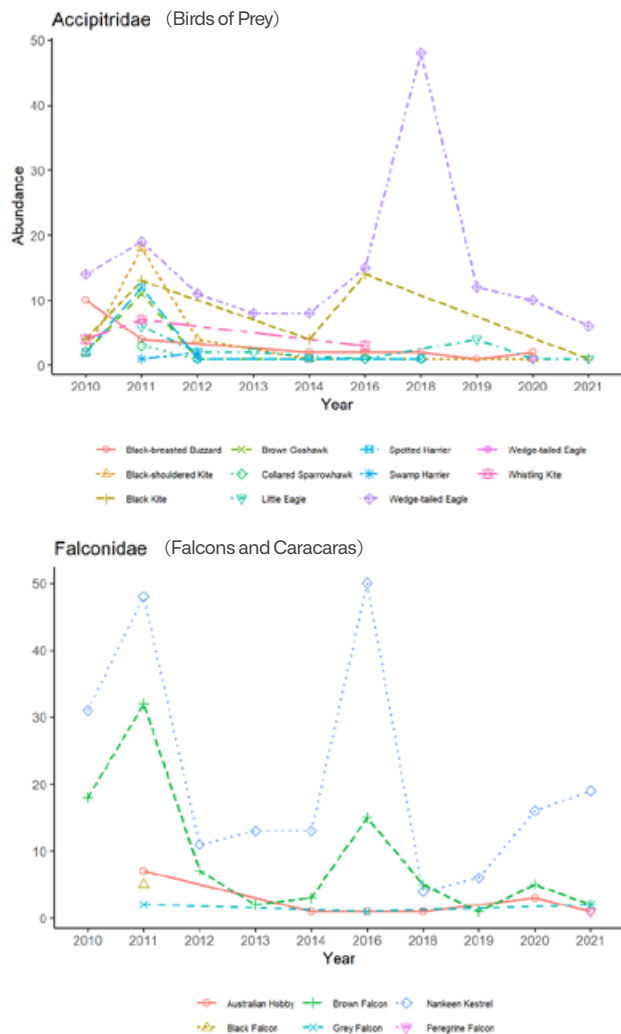 Accipitridae (Birds of Prey)
50
40
30
20
10
0
Abundance
2010 2011 2012 2013 2014 2016 2018 2019 2020 2021
Year
Black-breasted Buzzard Brown Goshawk Spotted Harrier Wedge-tailed Eagle
Black-shouldered Kite Collared Sparrowhawk Swamp Harrier Whistling Kite
Black Kite Little Eagle Wedge-tailed Eagle
Falconidae (Falcons and Caracaras)
50
40
30
20
10
0
2010 2011 2012 2013 2014 2016 2018 2019 2020 2021
Year
Australian Hobby Brown Falcon Nankeen Kestrel
Black Falcon Grey Falcon Peregrine Falcon